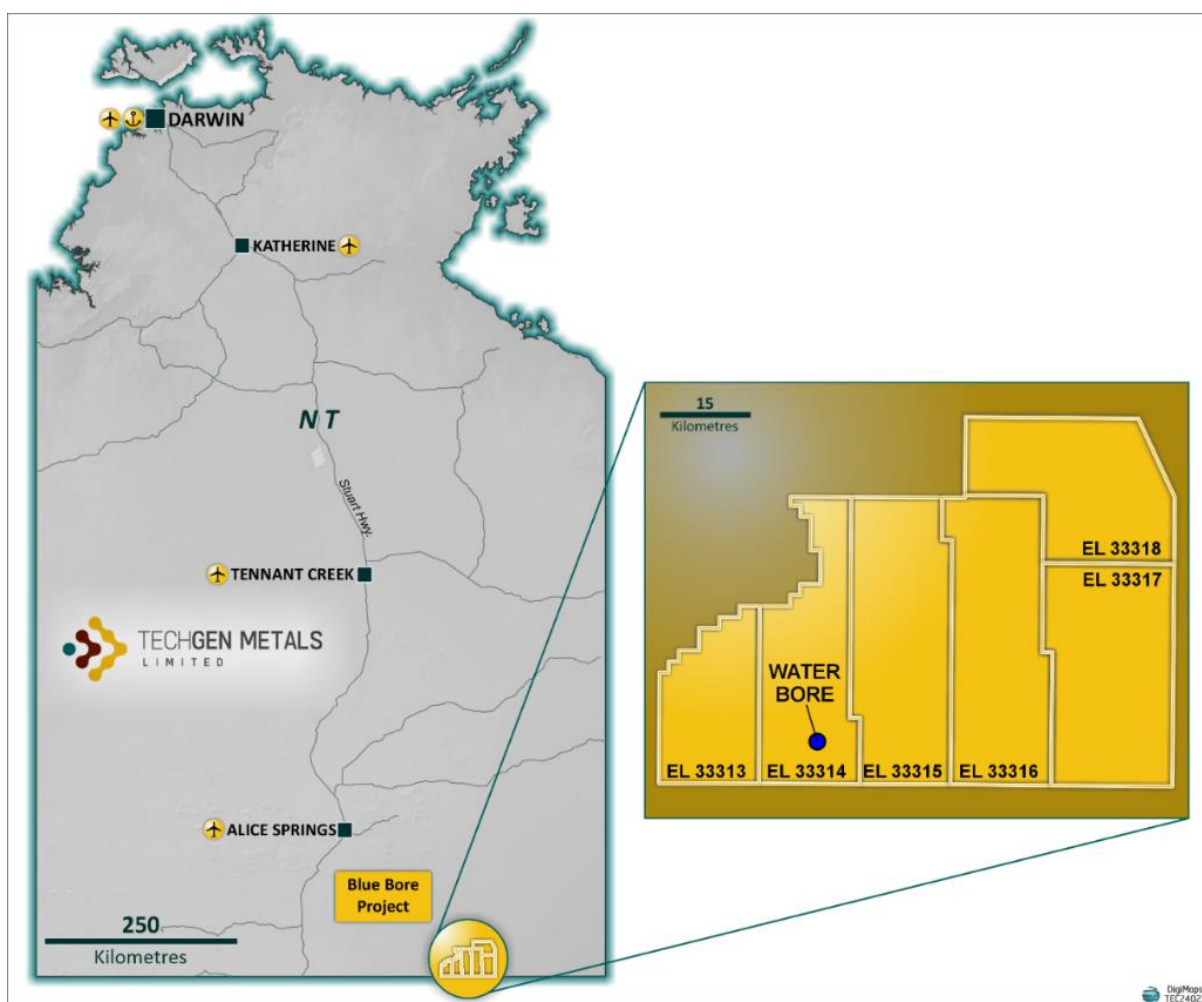 DARWIN
KATHERINE
NT
Stuart Hwy.
TENNANT CREEK
TECHGEN METALS
LIMITED
ALICE SPRINGS
Blue Bore
Project
250
Kilometres
15
Kilometres
EL 33318
EL 33317
WATER
BORE
EL 33313
EL 33314
EL 33315
EL 33316
DigiMaps